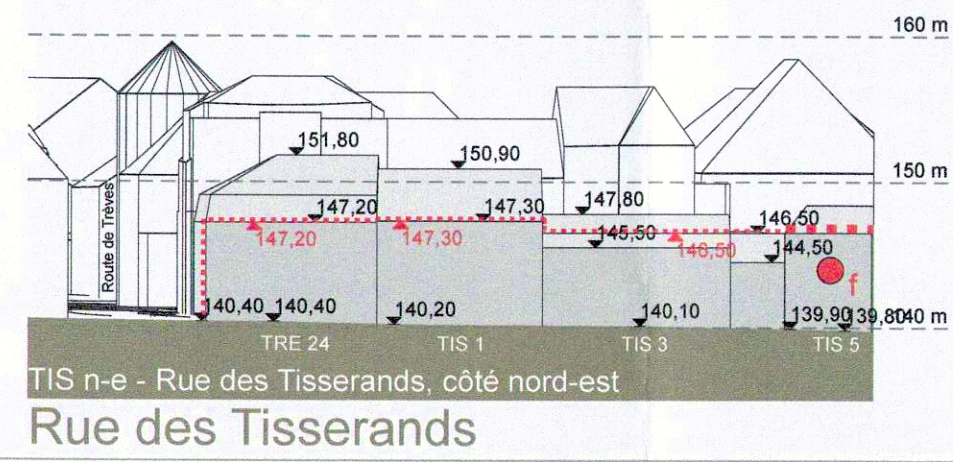 160 m
151,80
150,90
150 m
Route de Trèves
147,20
147,30
147,80
146,50
147,20
147,30
145,50
146,50
144,50
f
140,40
140,40
140,20
140,10
139,90
139,80
140 m
TRE 24
TIS 1
TIS 3
TIS 5
TIS n-e - Rue des Tisserands, côté nord-est
Rue des Tisserands